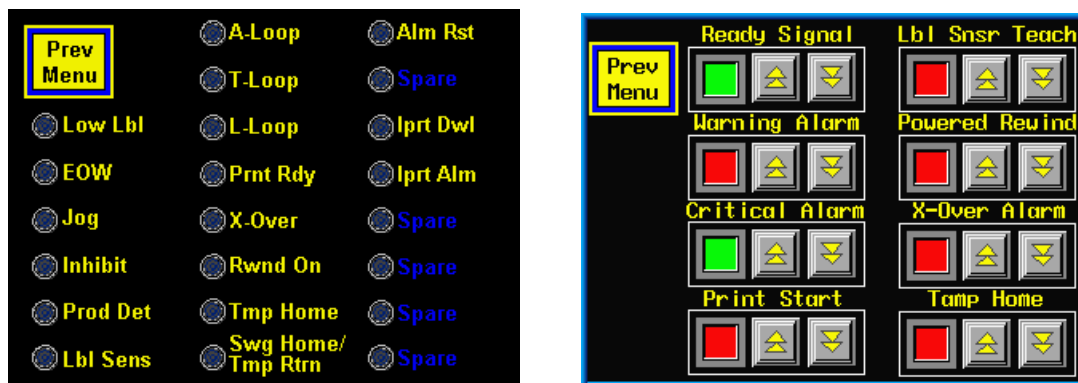 Prev
Menu
Low Lbl
EOW
Jog
Inhibit
Prod Det
Lbl Sens
A-Loop
T-Loop
L-Loop
Prnt Rdy
X-Over
Rwnd On
Tmp Home
Swg Home/
Tmp Rtrn
Alm Rst
Spare
Iprt Dwl
Iprt Alm
Spare
Spare
Spare
Spare
Prev
Menu
Ready Signal
Lbl Snsr Teach
Warning Alarm
Powered Rewind
Critical Alarm
X-Over Alarm
Print Start
Tamp Home